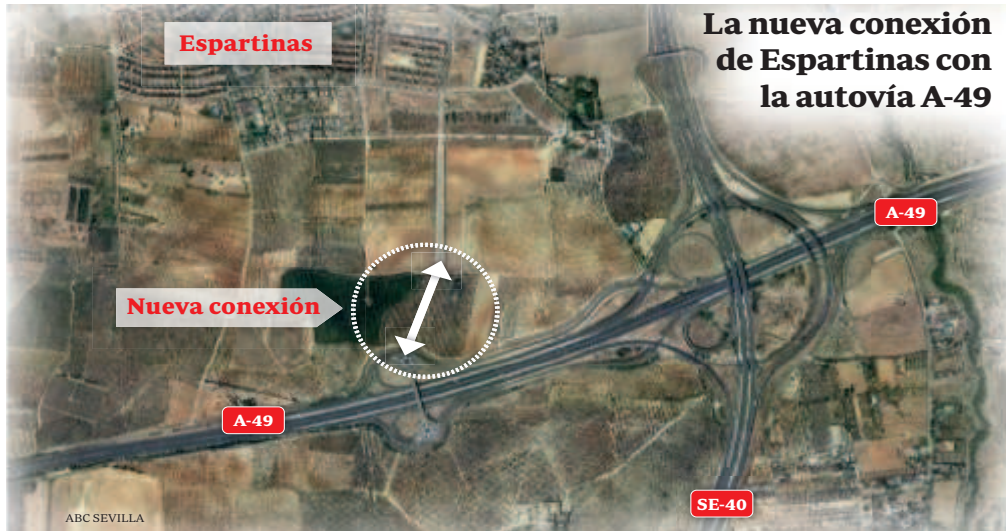 La nueva conexión
de Espartinas con
la autovía A-49
Espartinas
A-49
Nueva conexión
A-49
SE-40
ABC SEVILLA